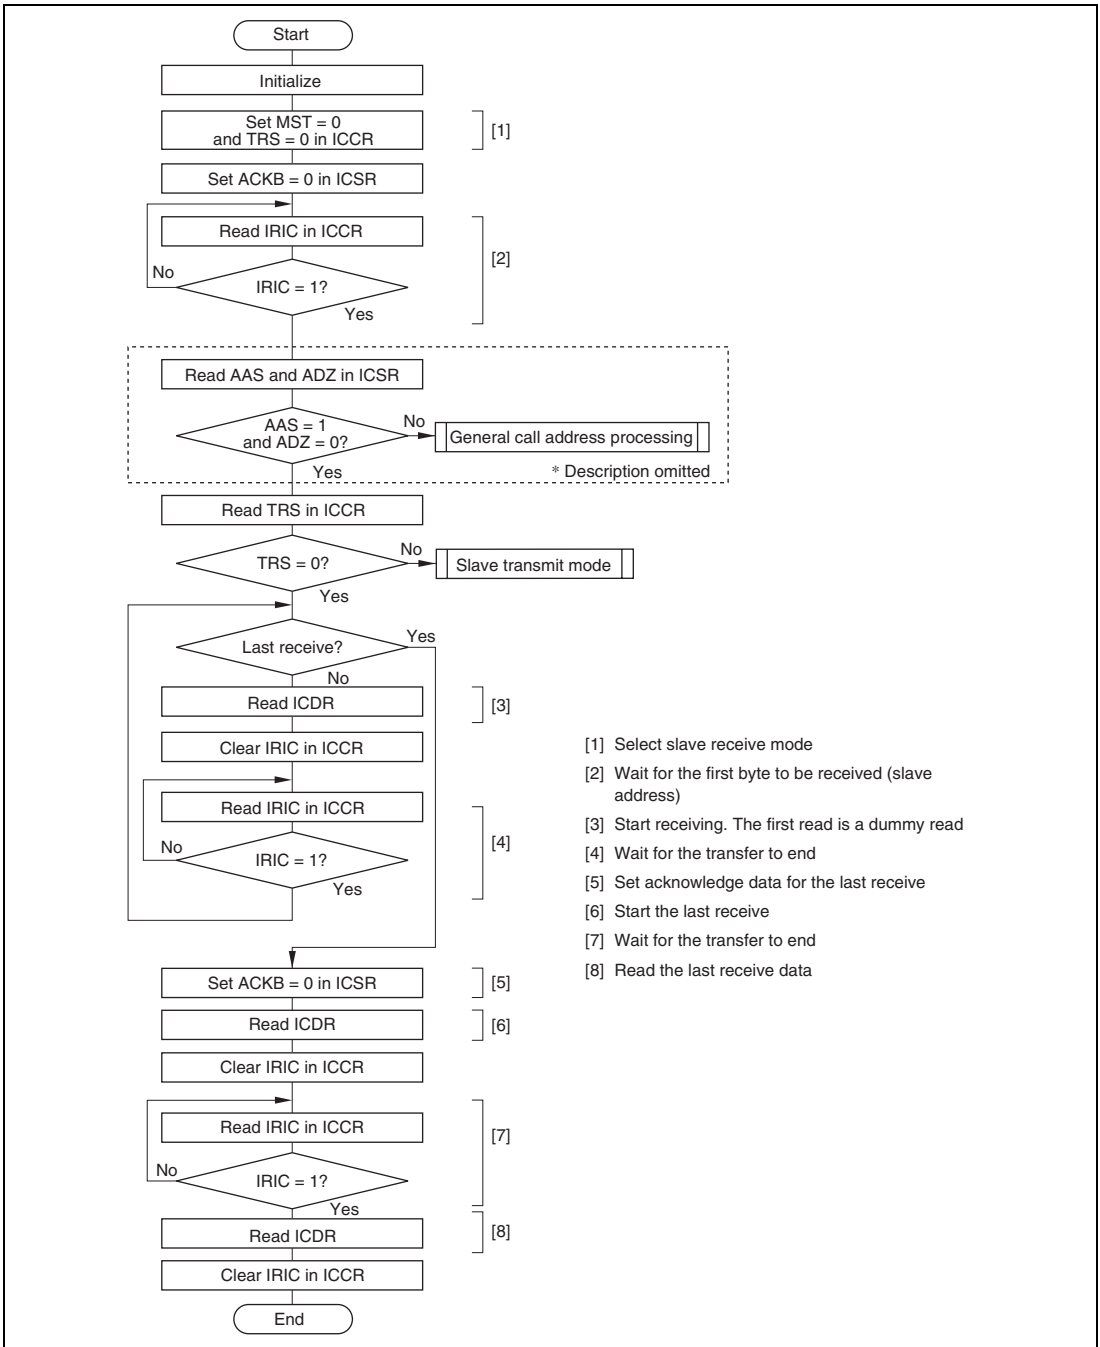 Start
Initialize
Set MST = 0
and TRS = 0 in ICCR
[1]
Set ACKB = 0 in ICSR
Read IRIC in ICCR
[2]
No
IRIC = 1?
Yes
Read AAS and ADZ in ICSR
AAS = 1
and ADZ = 0?
No
General call address processing
Yes
* Description omitted
Read TRS in ICCR
TRS = 0?
No
Slave transmit mode
Yes
Last receive?
Yes
No
Read ICDR
[3]
Clear IRIC in ICCR
Read IRIC in ICCR
[4]
No
IRIC = 1?
Yes
Set ACKB = 0 in ICSR
[5]
Read ICDR
[6]
Clear IRIC in ICCR
Read IRIC in ICCR
[7]
No
IRIC = 1?
Yes
Read ICDR
[8]
Clear IRIC in ICCR
End
[1] Select slave receive mode
[2] Wait for the first byte to be received (slave
address)
[3] Start receiving. The first read is a dummy read
[4] Wait for the transfer to end
[5] Set acknowledge data for the last receive
[6] Start the last receive
[7] Wait for the transfer to end
[8] Read the last receive data